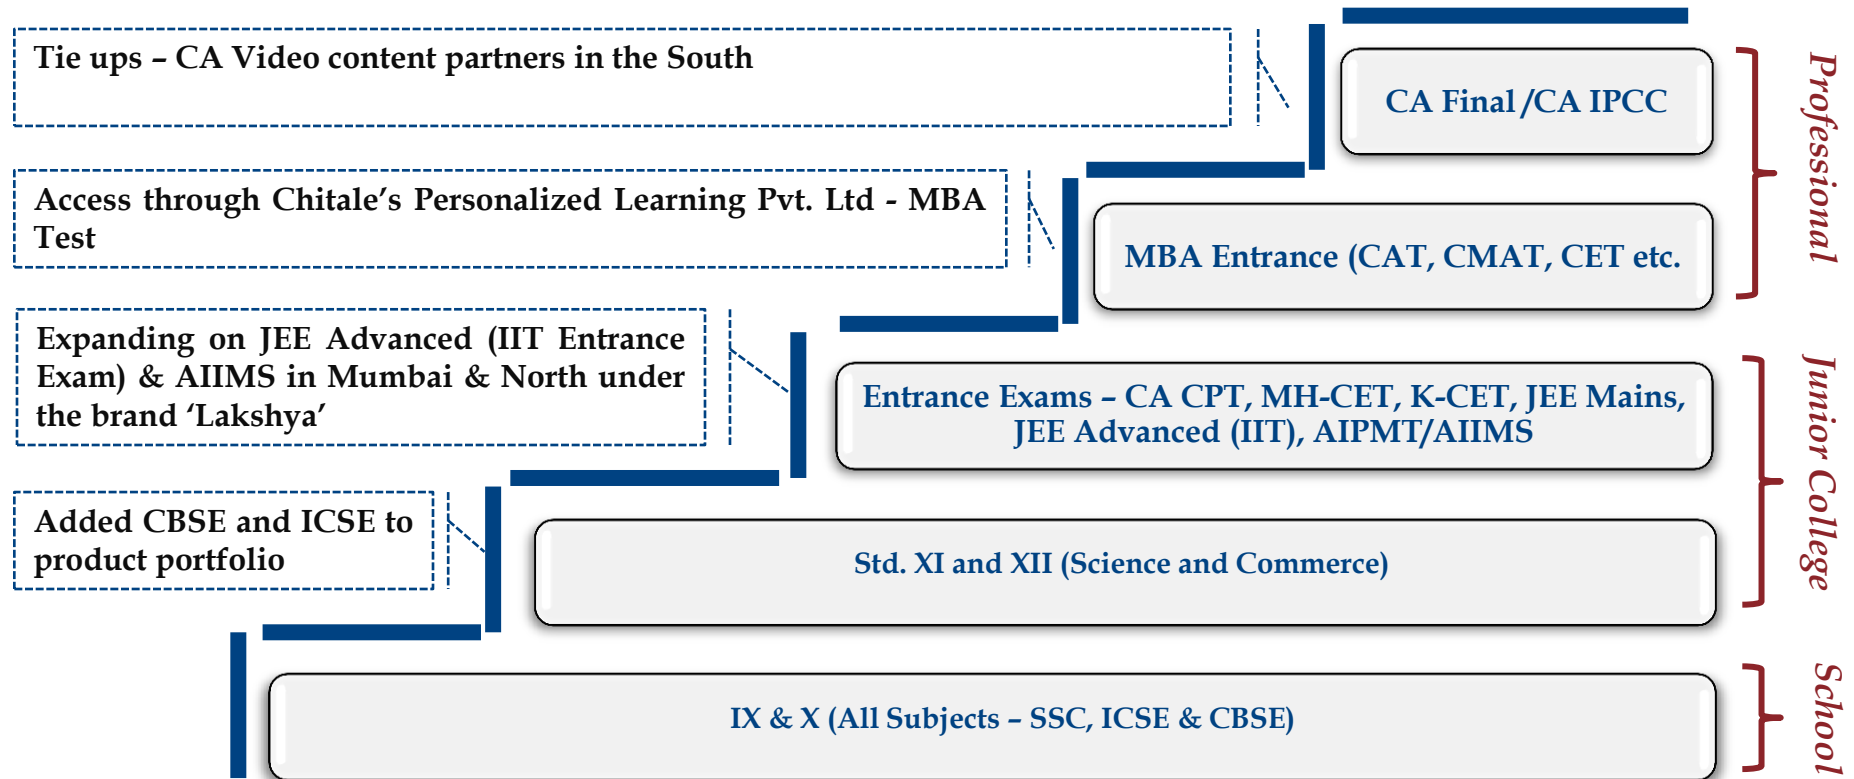 Tie ups – CA Video content partners in the South
CA Final /CA IPCC
Professional
Access through Chitale’s Personalized Learning Pvt. Ltd - MBA
Test
MBA Entrance (CAT, CMAT, CET etc.
Expanding on JEE Advanced (IIT Entrance
Exam) & AIIMS in Mumbai & North under
the brand ‘Lakshya’
Entrance Exams – CA CPT, MH-CET, K-CET, JEE Mains,
JEE Advanced (IIT), AIPMT/AIIMS
Junior College
Added CBSE and ICSE to
product portfolio
Std. XI and XII (Science and Commerce)
IX & X (All Subjects – SSC, ICSE & CBSE)
School